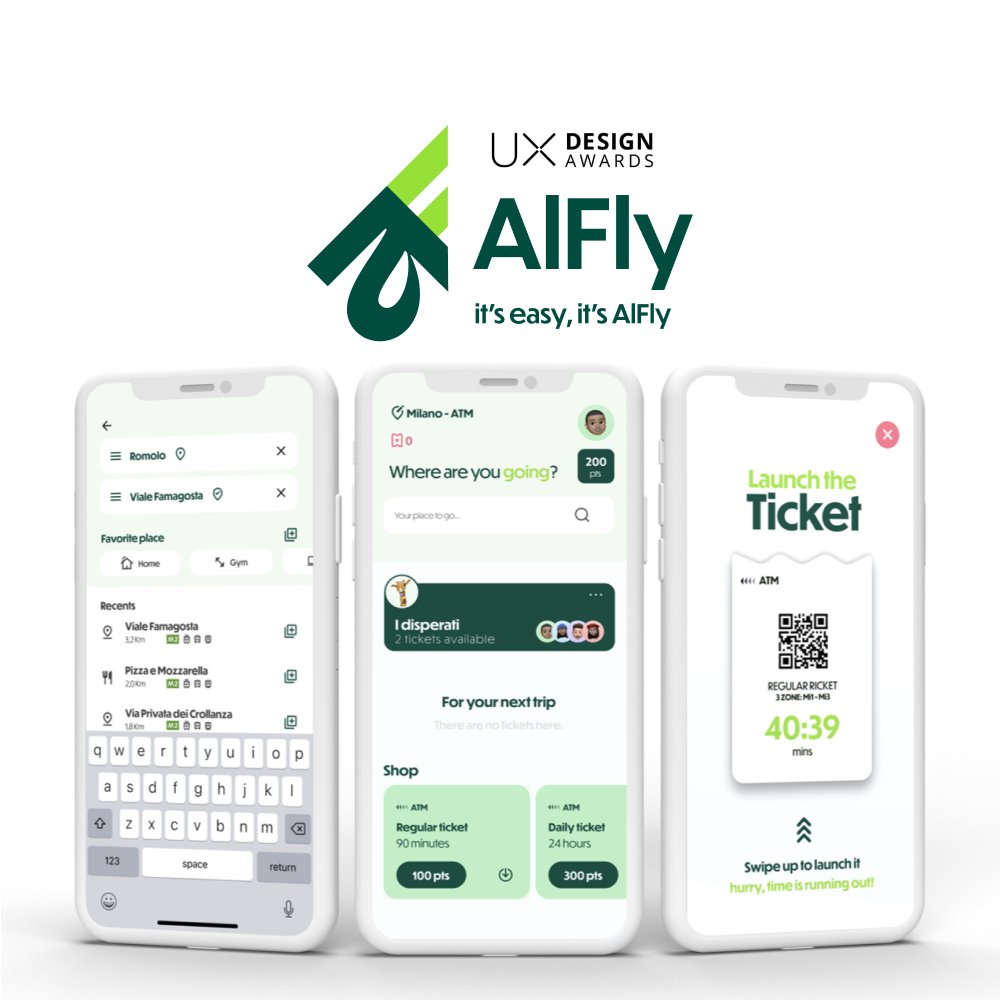 UX DESIGN
AWARDS
AlFly
it's easy, it's AlFly
Romolo
Viale Famagosta
Favorite place
Home
Gym
Recents
Viale Famagosta
3,2Km M2
Pizza e Mozzarella
2,0Km M2
Via Privata dei Crollanza
1,8Km M2
q w e r t y u i o p
a s d f g h j k l
z x c v b n m
123 space return
Milano - ATM
0
Where are you going?
200
pts
Your place to go...
I disperati
2 tickets available
For your next trip
There are no tickets here.
Shop
ATM
Regular ticket
90 minutes
100 pts
ATM
Daily ticket
24 hours
300 pts
Launch the
Ticket
ATM
REGULAR RICKET
3 ZONE: Mi1 - Mi3
40:39
mins
Swipe up to launch it
hurry, time is running out!